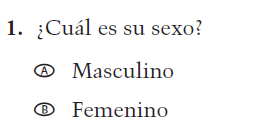 1. ¿Cuál es su sexo?
Ⓐ Masculino
Ⓑ Femenino